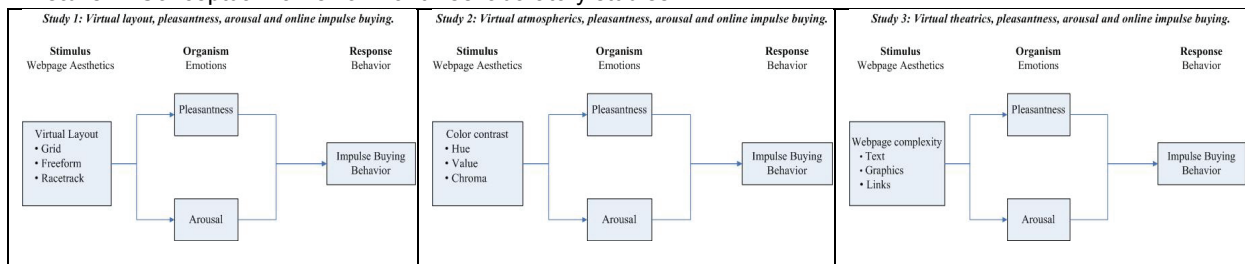 Study 1: Virtual layout, pleasantness, arousal and online impulse buying.
Stimulus
Webpage Aesthetics
Organism
Emotions
Response
Behavior
Virtual Layout
• Grid
• Freeform
• Racetrack
Pleasantness
Arousal
Impulse Buying
Behavior
Study 2: Virtual atmospherics, pleasantness, arousal and online impulse buying.
Stimulus
Webpage Aesthetics
Organism
Emotions
Response
Behavior
Color contrast
• Hue
• Value
• Chroma
Pleasantness
Arousal
Impulse Buying
Behavior
Study 3: Virtual theatrics, pleasantness, arousal and online impulse buying.
Stimulus
Webpage Aesthetics
Organism
Emotions
Response
Behavior
Webpage complexity
• Text
• Graphics
• Links
Pleasantness
Arousal
Impulse Buying
Behavior